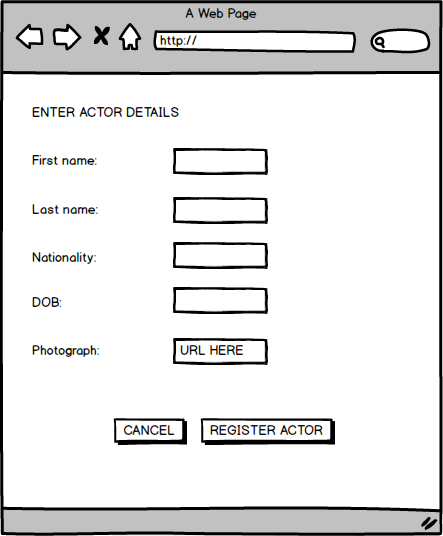 A Web Page
http://
ENTER ACTOR DETAILS
First name:
Last name:
Nationality:
DOB:
Photograph: URL HERE
CANCEL REGISTER ACTOR